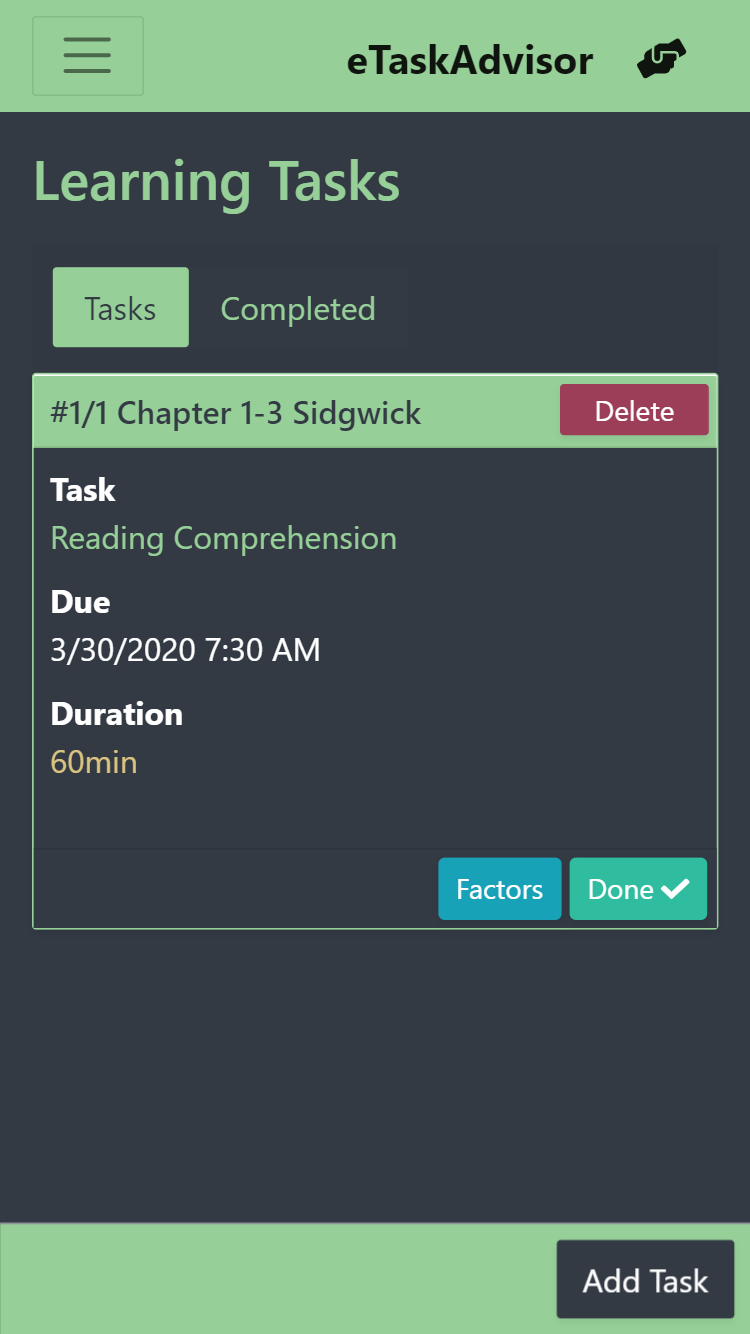 eTaskAdvisor
Learning Tasks
Tasks Completed
#1/1 Chapter 1-3 Sidgwick Delete
Task
Reading Comprehension
Due
3/30/2020 7:30 AM
Duration
60min
Factors Done
Add Task